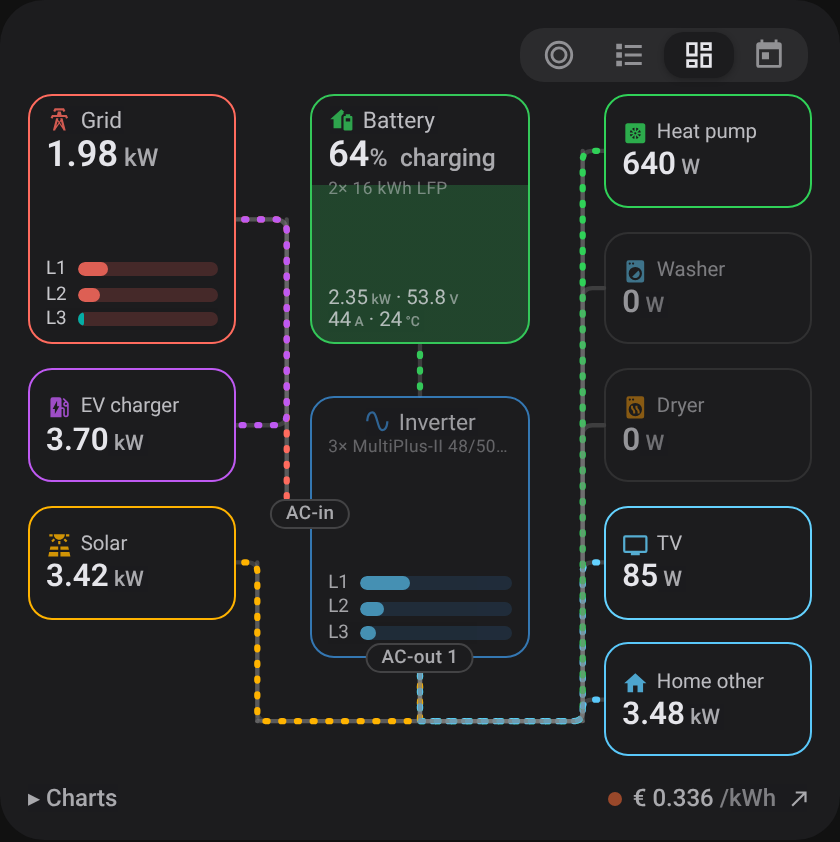 Grid
1.98 kW
L1
L2
L3
Battery
64% charging
2× 16 kWh LFP
2.35 kW · 53.8 V
44 A · 24 °C
Heat pump
640 W
Washer
0 W
Dryer
0 W
EV charger
3.70 kW
Inverter
3× MultiPlus-II 48/50...
AC-in
L1
L2
L3
AC-out 1
Solar
3.42 kW
TV
85 W
Home other
3.48 kW
▸ Charts
€ 0.336 /kWh